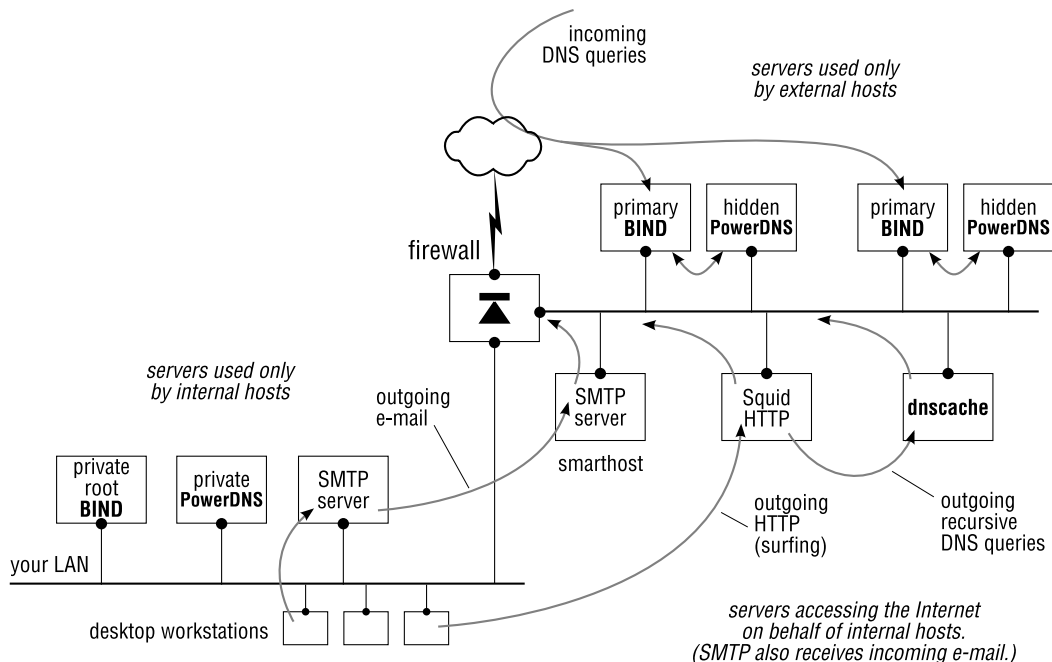 incoming
DNS queries
servers used only
by external hosts
primary
BIND
hidden
PowerDNS
primary
BIND
hidden
PowerDNS
firewall
servers used only
by internal hosts
outgoing
e-mail
SMTP
server
smarthost
Squid
HTTP
dnscache
private
root
BIND
private
PowerDNS
SMTP
server
outgoing
HTTP
(surfing)
outgoing
recursive
DNS queries
your LAN
desktop workstations
servers accessing the Internet
on behalf of internal hosts.
(SMTP also receives incoming e-mail.)